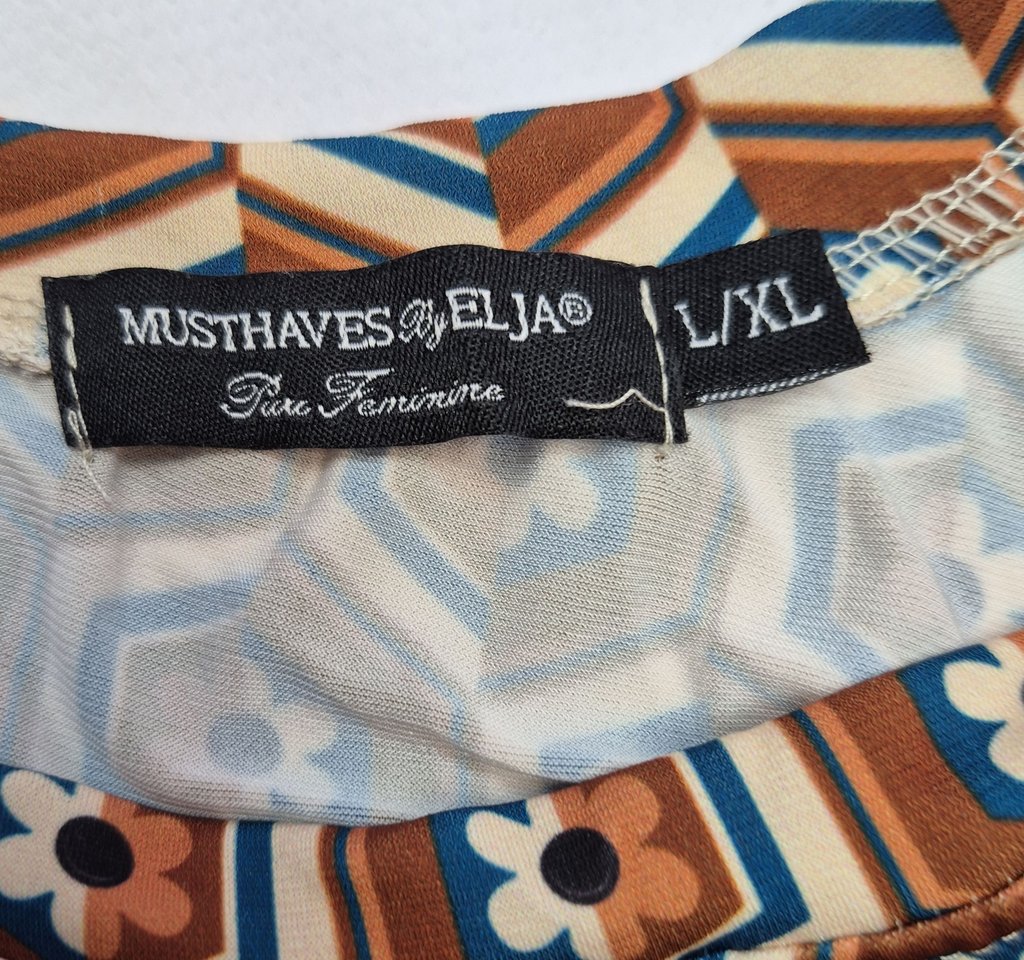 MUSTHAVES By ELJA®
Pure Feminine
L/XL